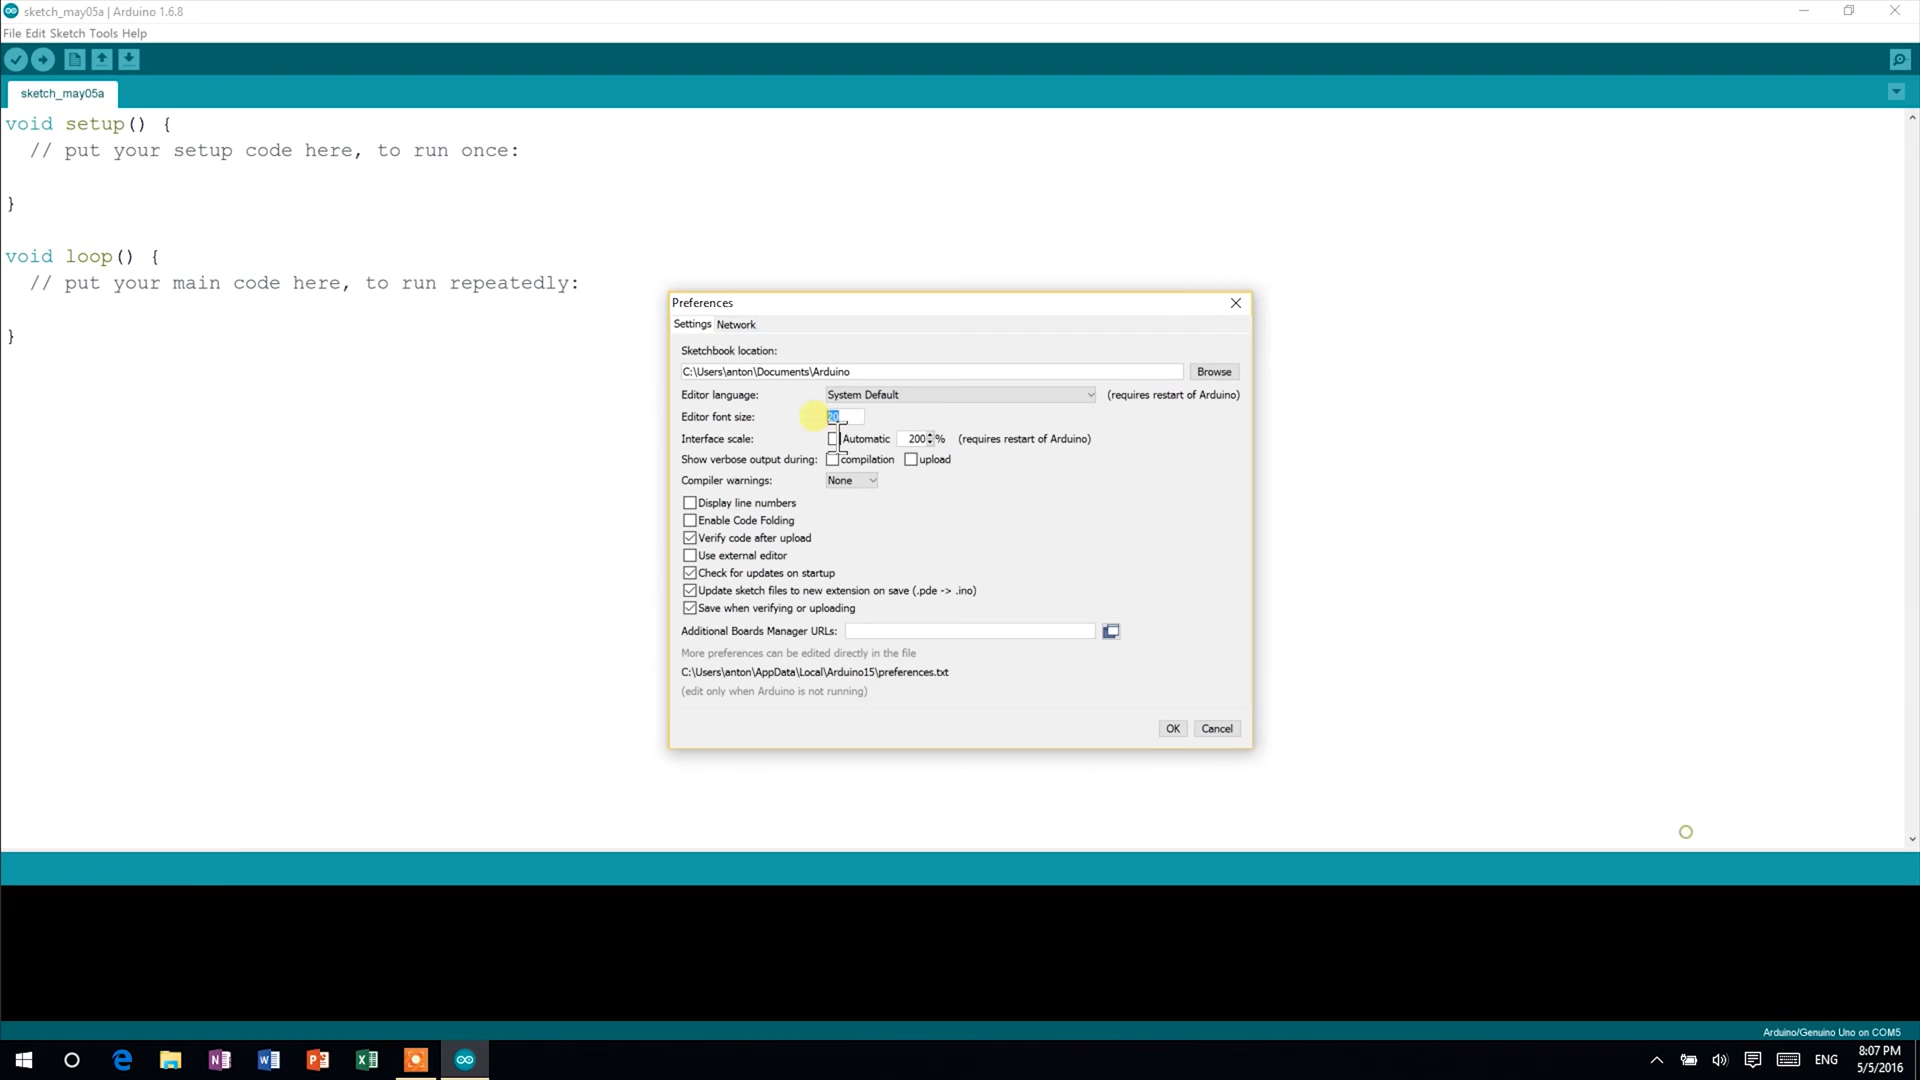 sketch_may05a | Arduino 1.6.8
File Edit Sketch Tools Help
sketch_may05a
void setup() {
// put your setup code here, to run once:
}
void loop() {
// put your main code here, to run repeatedly:
}
Preferences
Settings Network
Sketchbook location:
C:\Users\anton\Documents\Arduino Browse
Editor language: System Default (requires restart of Arduino)
Editor font size: 20
Interface scale: Automatic 200 % (requires restart of Arduino)
Show verbose output during: compilation upload
Compiler warnings: None
Display line numbers
Enable Code Folding
Verify code after upload
Use external editor
Check for updates on startup
Update sketch files to new extension on save (.pde -> .ino)
Save when verifying or uploading
Additional Boards Manager URLs:
More preferences can be edited directly in the file
C:\Users\anton\AppData\Local\Arduino15\preferences.txt
(edit only when Arduino is not running)
OK Cancel
Arduino/Genuino Uno on COM5
ENG
8:07 PM
5/5/2016